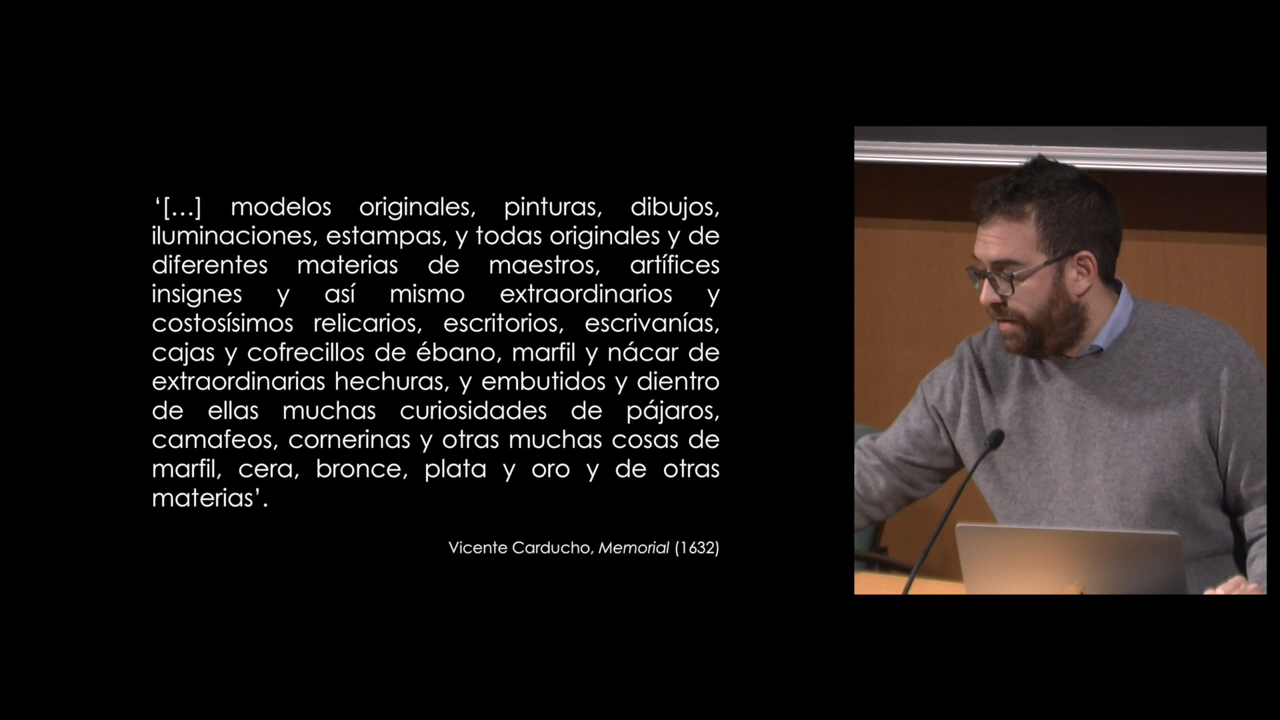 ‘[...] modelos originales, pinturas, dibujos,
iluminaciones, estampas, y todas originales y de
diferentes materias de maestros, artífices
insignes y así mismo extraordinarios y
costosísimos relicarios, escritorios, escrivanías,
cajas y cofrecillos de ébano, marfil y nácar de
extraordinarias hechuras, y embutidos y dentro
de ellas muchas curiosidades de pájaros,
camafeos, cornerinas y otras muchas cosas de
marfil, cera, bronce, plata y oro y de otras
materias’.
Vicente Carducho, Memorial (1632)